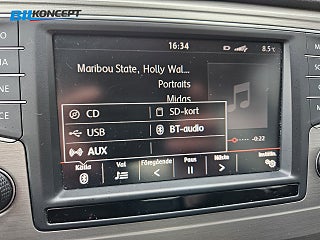 BILKONCEPT
16:34
8.5°C
Maribou State, Holly Wal...
Portraits
Midas
CD
SD-kort
USB
BT-audio
AUX
-0:22
Källa
Val
Föregående
Paus
Nästa